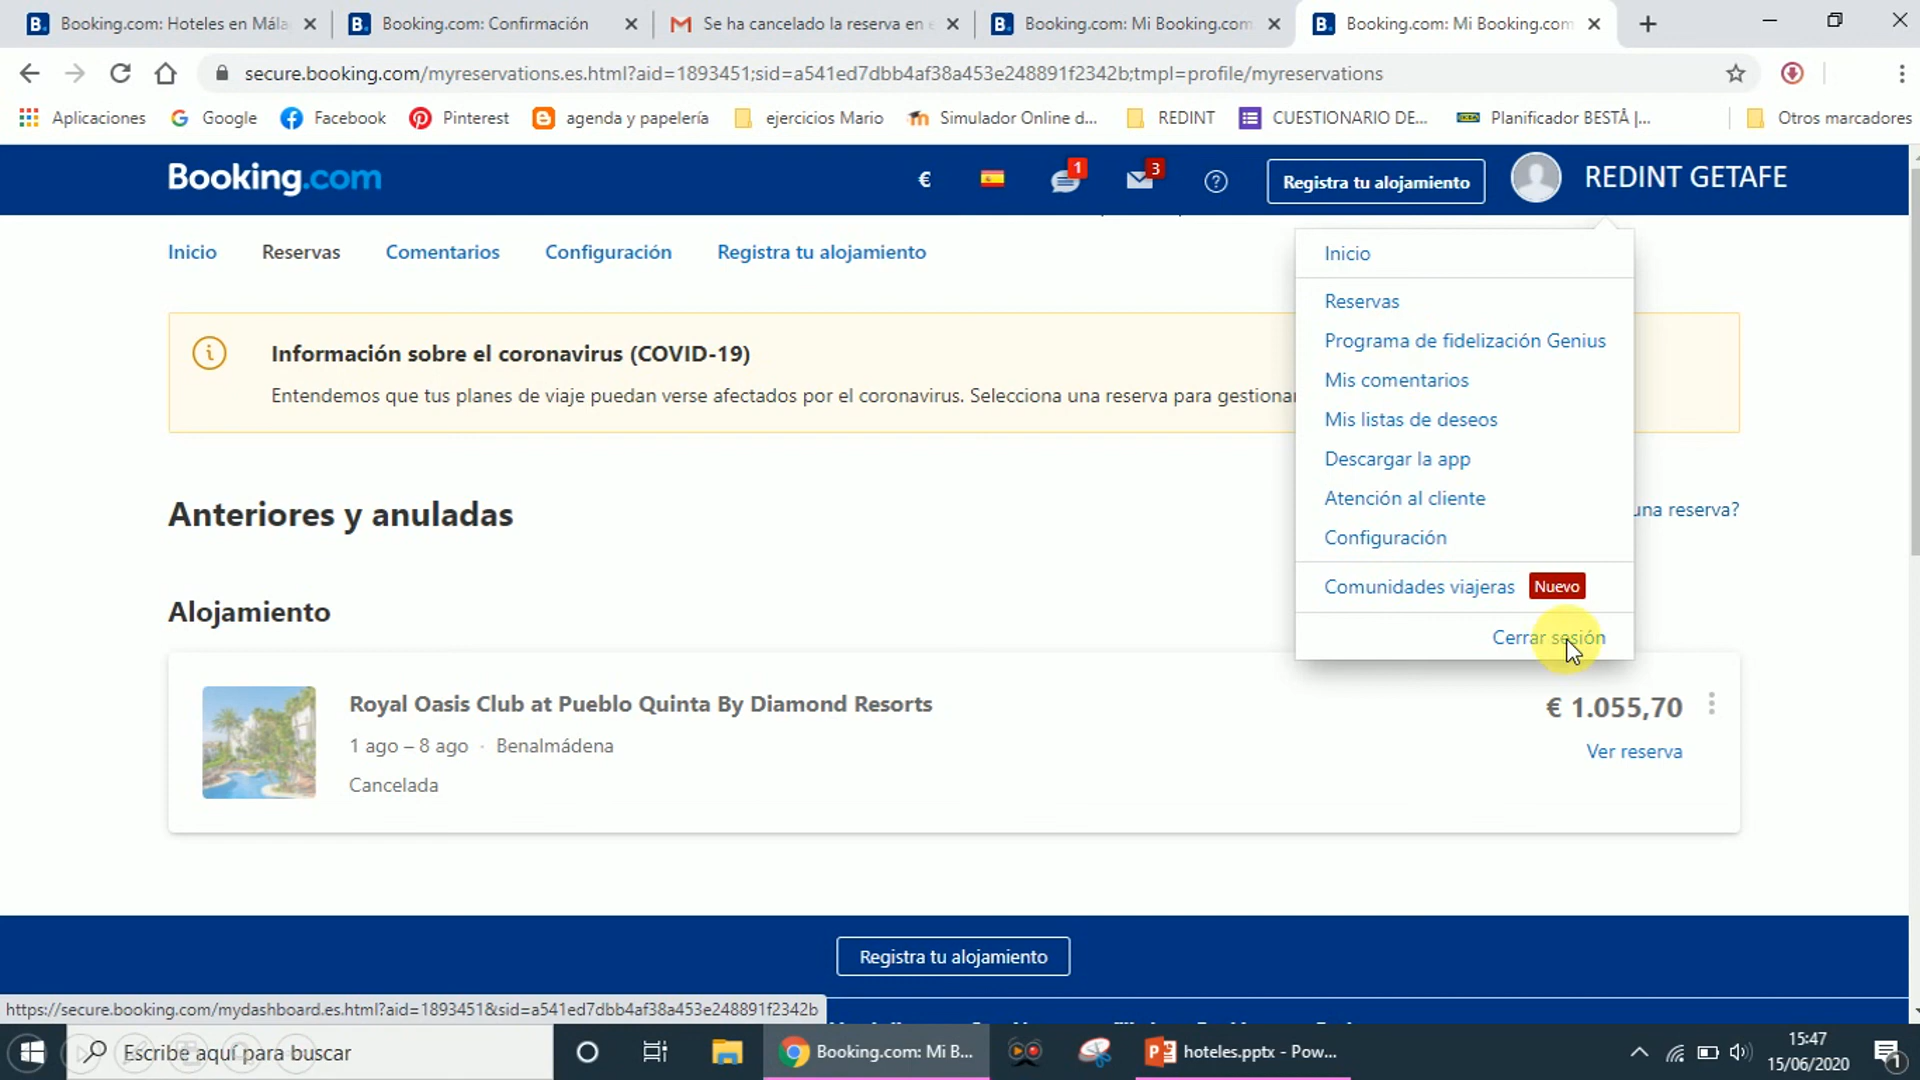 Booking.com: Hoteles en Mála
Booking.com: Confirmación
Se ha cancelado la reserva en
Booking.com: Mi Booking.com
Booking.com: Mi Booking.com
secure.booking.com/myreservations.es.html?aid=1893451;sid=a541ed7dbb4af38a453e248891f2342b;tmpl=profile/myreservations
Aplicaciones
Google
Facebook
Pinterest
agenda y papelería
ejercicios Mario
Simulador Online d...
REDINT
CUESTIONARIO DE...
Planificador BESTÅ |...
Otros marcadores
Booking.com
€
1
3
Registra tu alojamiento
REDINT GETAFE
Inicio
Reservas
Comentarios
Configuración
Registra tu alojamiento
Información sobre el coronavirus (COVID-19)
Entendemos que tus planes de viaje puedan verse afectados por el coronavirus. Selecciona una reserva para gestionar
Inicio
Reservas
Programa de fidelización Genius
Mis comentarios
Mis listas de deseos
Descargar la app
Atención al cliente
Configuración
Comunidades viajeras Nuevo
Cerrar sesión
Anteriores y anuladas
una reserva?
Alojamiento
Royal Oasis Club at Pueblo Quinta By Diamond Resorts
1 ago – 8 ago · Benalmádena
Cancelada
€ 1.055,70
Ver reserva
Registra tu alojamiento
https://secure.booking.com/mydashboard.es.html?aid=1893451&sid=a541ed7dbb4af38a453e248891f2342b
Escribe aquí para buscar
Booking.com: Mi B...
hoteles.pptx - Pow...
15:47
15/06/2020
1